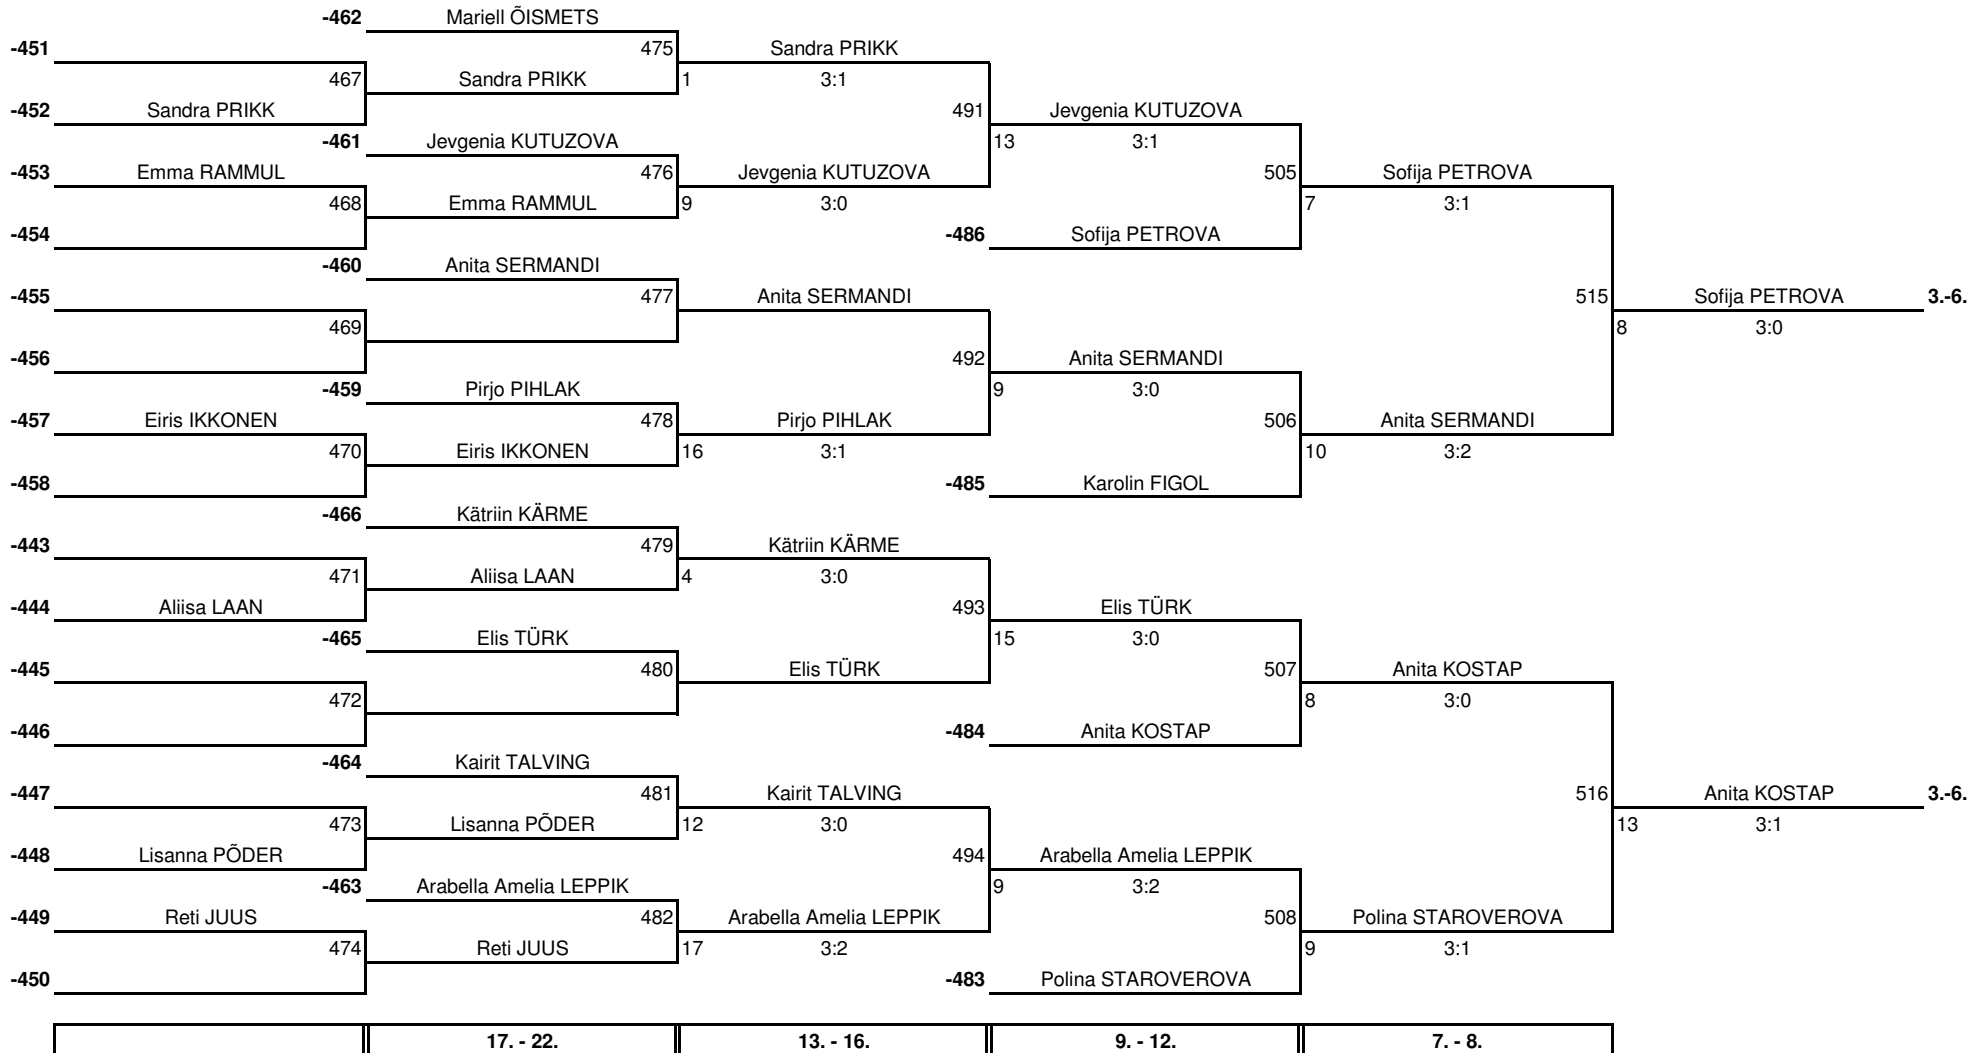 -462 Mariell ÕISMETS
-451 475 Sandra PRIKK
467 Sandra PRIKK 1 3:1
-452 Sandra PRIKK 491 Jevgenia KUTUZOVA
-461 Jevgenia KUTUZOVA 13 3:1
-453 Emma RAMMUL 476 Jevgenia KUTUZOVA 505 Sofija PETROVA
468 Emma RAMMUL 9 3:0 7 3:1
-454 -486 Sofija PETROVA
-460 Anita SERMANDI
-455 477 Anita SERMANDI 515 Sofija PETROVA 3.-6.
469 8 3:0
-456 492 Anita SERMANDI
-459 Pirjo PIHLAK 9 3:0
-457 Eiris IKKONEN 478 Pirjo PIHLAK 506 Anita SERMANDI
470 Eiris IKKONEN 16 3:1 10 3:2
-458 -485 Karolin FIGOL
-466 Kätriin KÄRME
-443 479 Kätriin KÄRME
471 Aliisa LAAN 4 3:0
-444 Aliisa LAAN 493 Elis TÜRK
-465 Elis TÜRK 15 3:0
-445 480 Elis TÜRK 507 Anita KOSTAP
472 8 3:0
-446 -484 Anita KOSTAP
-464 Kairit TALVING
-447 481 Kairit TALVING 516 Anita KOSTAP 3.-6.
473 Lisanna PÕDER 12 3:0 13 3:1
-448 Lisanna PÕDER 494 Arabella Amelia LEPPIK
-463 Arabella Amelia LEPPIK 9 3:2
-449 Reti JUUS 482 Arabella Amelia LEPPIK 508 Polina STAROVEROVA
474 Reti JUUS 17 3:2 9 3:1
-450 -483 Polina STAROVEROVA
17. - 22. 13. - 16. 9. - 12. 7. - 8.